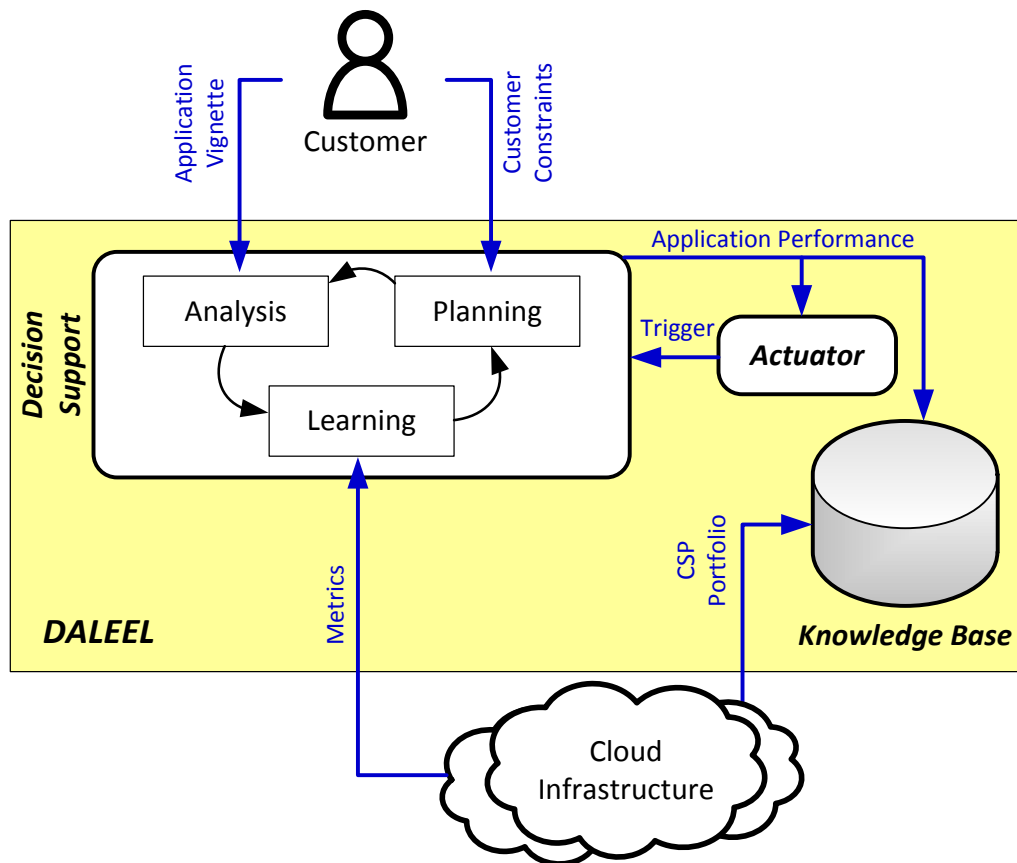 Application
Vignette
Customer
Customer
Constraints
Application Performance
Decision
Support
Analysis
Planning
Learning
Trigger
Actuator
Metrics
CSP
Portfolio
DALEEL
Knowledge Base
Cloud
Infrastructure